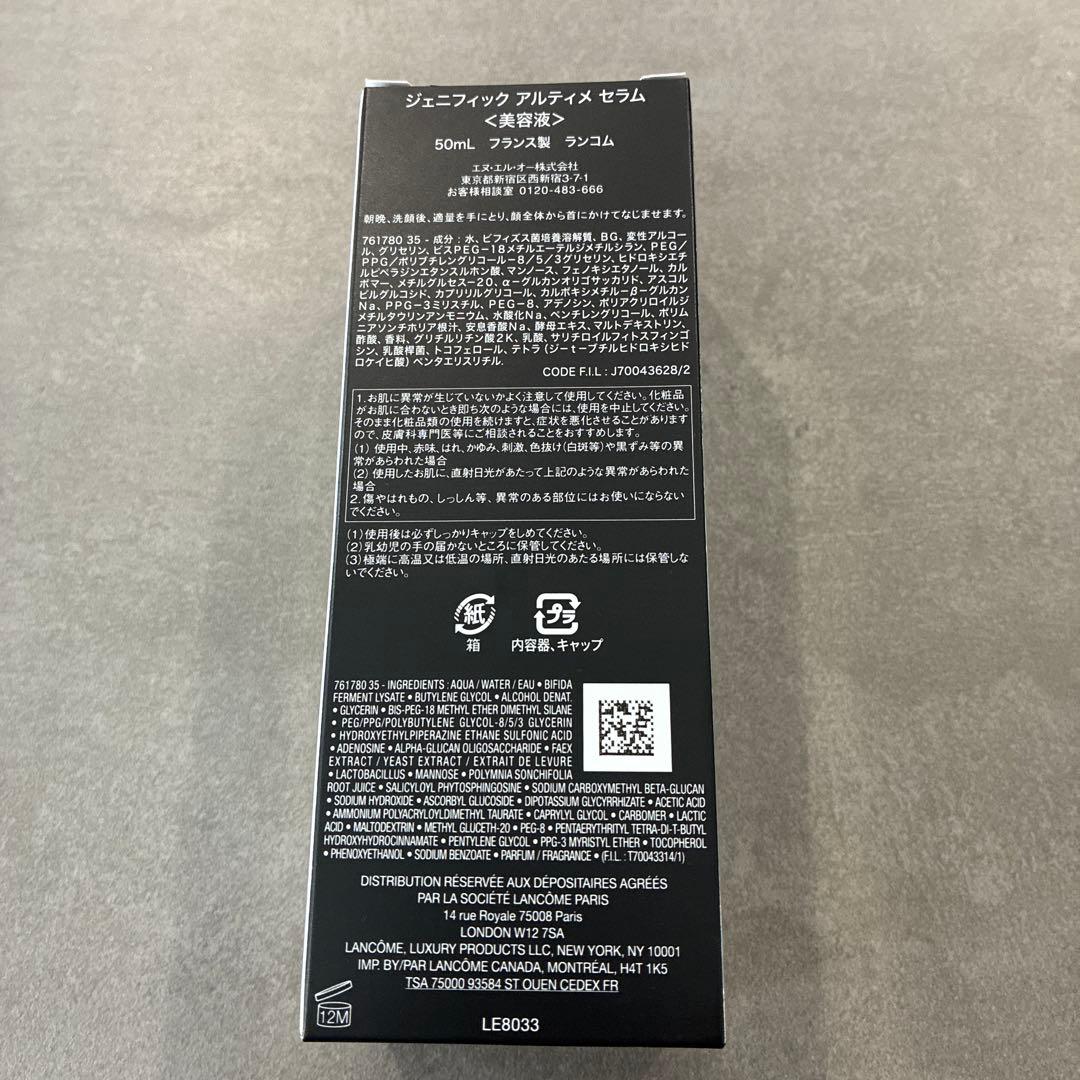 ジェニフィック アルティメ セラム
＜美容液＞
50mL フランス製 ランコム
エヌ・エル・オー株式会社
東京都新宿区西新宿3-7-1
お客様相談室 0120-483-666
朝晩、洗顔後、適量を手にとり、顔全体から首にかけてなじませます。
761780 35 - 成分：水、ビフィズス菌培養溶解質、BG、変性アルコー
ル、グリセリン、ビスPEG-18メチルエーテルジメチルシラン、PEG／
PPG／ポリブチレングリコール-8／5／3グリセリン、ヒドロキシエチ
ルピペラジンエタンスルホン酸、マンノース、フェノキシエタノール、カル
ボマー、メチルグルセス-20、α-グルカンオリゴサッカリド、アスコル
ビルグルコシド、カプリリルグリコール、カルボキシメチル-β-グルカン
Na、PPG-3ミリスチル、PEG-8、アデノシン、ポリアクリロイルジ
メチルタウリンアンモニウム、水酸化Na、ペンチレングリコール、ポリム
ニアソンチホリア根汁、安息香酸Na、酵母エキス、マルトデキストリン、
酢酸、香料、グリチルリチン酸2K、乳酸、サリチロイルフィトスフィンゴ
シン、乳酸桿菌、トコフェロール、テトラ（ジ-t-ブチルヒドロキシヒド
ロケイヒ酸）ペンタエリスリチル.
CODE F.I.L : J70043628/2
1.お肌に異常が生じていないかよく注意して使用してください。化粧品
がお肌に合わないとき即ち次のような場合には、使用を中止してください。
そのまま化粧品類の使用を続けますと、症状を悪化させることがあります
ので、皮膚科専門医等にご相談されることをおすすめします。
(1) 使用中、赤味、はれ、かゆみ、刺激、色抜け(白斑等)や黒ずみ等の異
常があらわれた場合
(2) 使用したお肌に、直射日光があたって上記のような異常があらわれた
場合
2.傷やはれもの、しっしん等、異常のある部位にはお使いにならない
でください。
(1)使用後は必ずしっかりキャップをしめてください。
(2)乳幼児の手の届かないところに保管してください。
(3)極端に高温又は低温の場所、直射日光のあたる場所には保管しな
いでください。
紙 プラ
箱 内容器、キャップ
761780 35 - INGREDIENTS : AQUA / WATER / EAU • BIFIDA
FERMENT LYSATE • BUTYLENE GLYCOL • ALCOHOL DENAT.
• GLYCERIN • BIS-PEG-18 METHYL ETHER DIMETHYL SILANE
• PEG/PPG/POLYBUTYLENE GLYCOL-8/5/3 GLYCERIN
• HYDROXYETHYLPIPERAZINE ETHANE SULFONIC ACID
• ADENOSINE • ALPHA-GLUCAN OLIGOSACCHARIDE • FAEX
EXTRACT / YEAST EXTRACT / EXTRAIT DE LEVURE
• LACTOBACILLUS • MANNOSE • POLYMNIA SONCHIFOLIA
ROOT JUICE • SALICYLOYL PHYTOSPHINGOSINE • SODIUM CARBOXYMETHYL BETA-GLUCAN
• SODIUM HYDROXIDE • ASCORBYL GLUCOSIDE • DIPOTASSIUM GLYCYRRHIZATE • ACETIC ACID
• AMMONIUM POLYACRYLOYLDIMETHYL TAURATE • CAPRYLYL GLYCOL • CARBOMER • LACTIC
ACID • MALTODEXTRIN • METHYL GLUCETH-20 • PEG-8 • PENTAERYTHRITYL TETRA-DI-T-BUTYL
HYDROXYHYDROCINNAMATE • PENTYLENE GLYCOL • PPG-3 MYRISTYL ETHER • TOCOPHEROL
• PHENOXYETHANOL • SODIUM BENZOATE • PARFUM / FRAGRANCE • (F.I.L. : T70043314/1)
DISTRIBUTION RÉSERVÉE AUX DÉPOSITAIRES AGRÉÉS
PAR LA SOCIÉTÉ LANCÔME PARIS
14 rue Royale 75008 Paris
LONDON W12 7SA
LANCÔME, LUXURY PRODUCTS LLC, NEW YORK, NY 10001
IMP. BY/PAR LANCÔME CANADA, MONTRÉAL, H4T 1K5
TSA 75000 93584 ST OUEN CEDEX FR
12M
LE8033